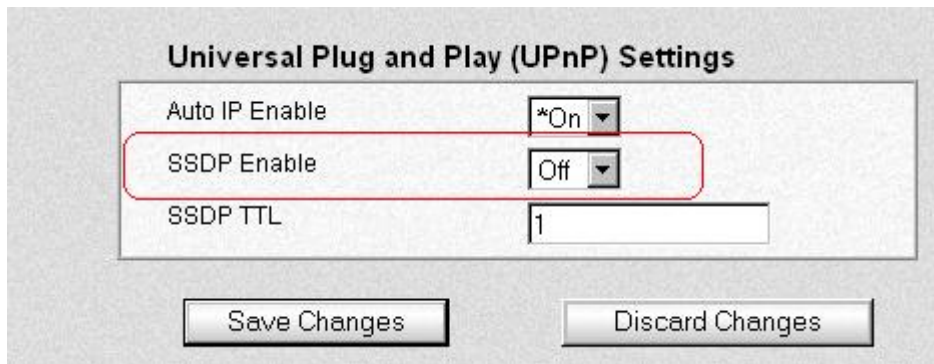 Universal Plug and Play (UPnP) Settings
Auto IP Enable *On
SSDP Enable Off
SSDP TTL 1
Save Changes Discard Changes